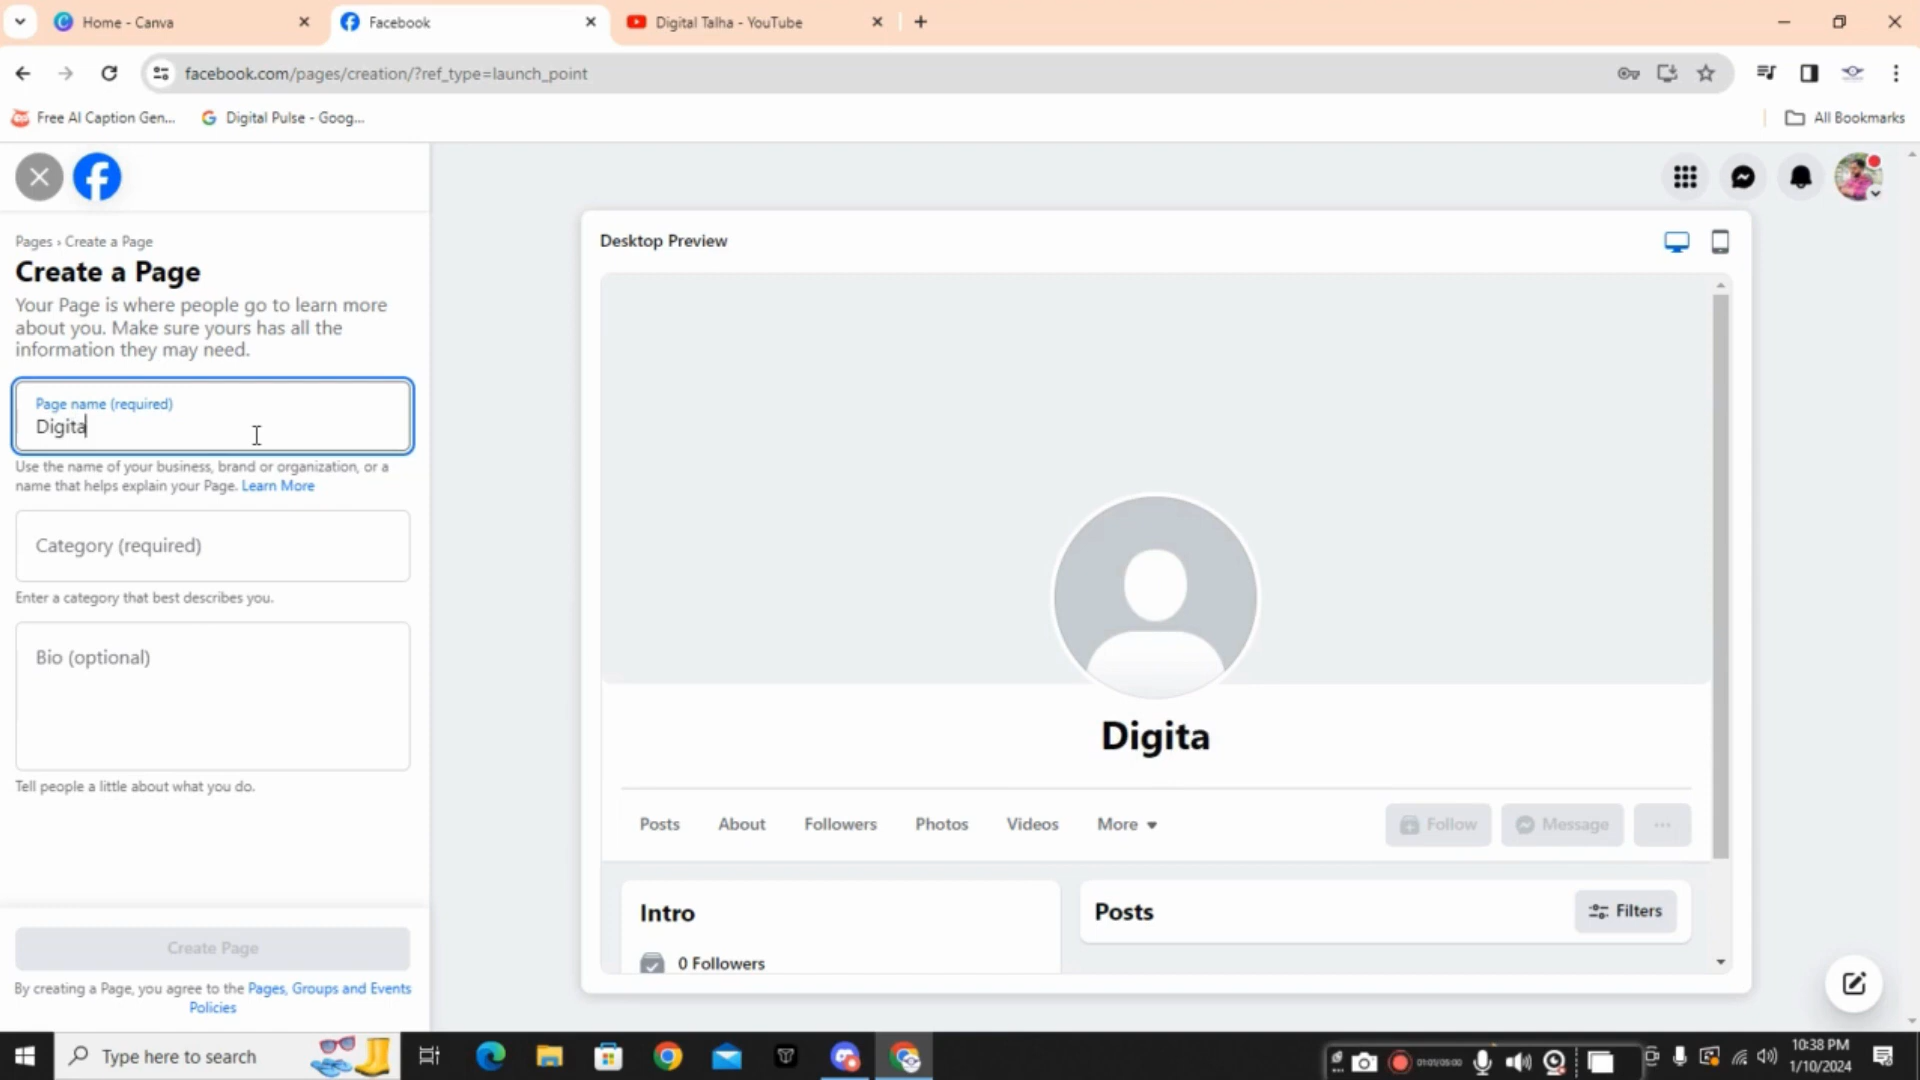 Home - Canva
Facebook
Digital Talha - YouTube
facebook.com/pages/creation/?ref_type=launch_point
Free AI Caption Gen...
Digital Pulse - Goog...
All Bookmarks
Pages › Create a Page
Create a Page
Your Page is where people go to learn more
about you. Make sure yours has all the
information they may need.
Page name (required)
Digita
Use the name of your business, brand or organization, or a
name that helps explain your Page. Learn More
Category (required)
Enter a category that best describes you.
Bio (optional)
Tell people a little about what you do.
Create Page
By creating a Page, you agree to the Pages, Groups and Events
Policies
Desktop Preview
Digita
Posts
About
Followers
Photos
Videos
More
Follow
Message
Intro
0 Followers
Posts
Filters
Type here to search
10:38 PM
1/10/2024